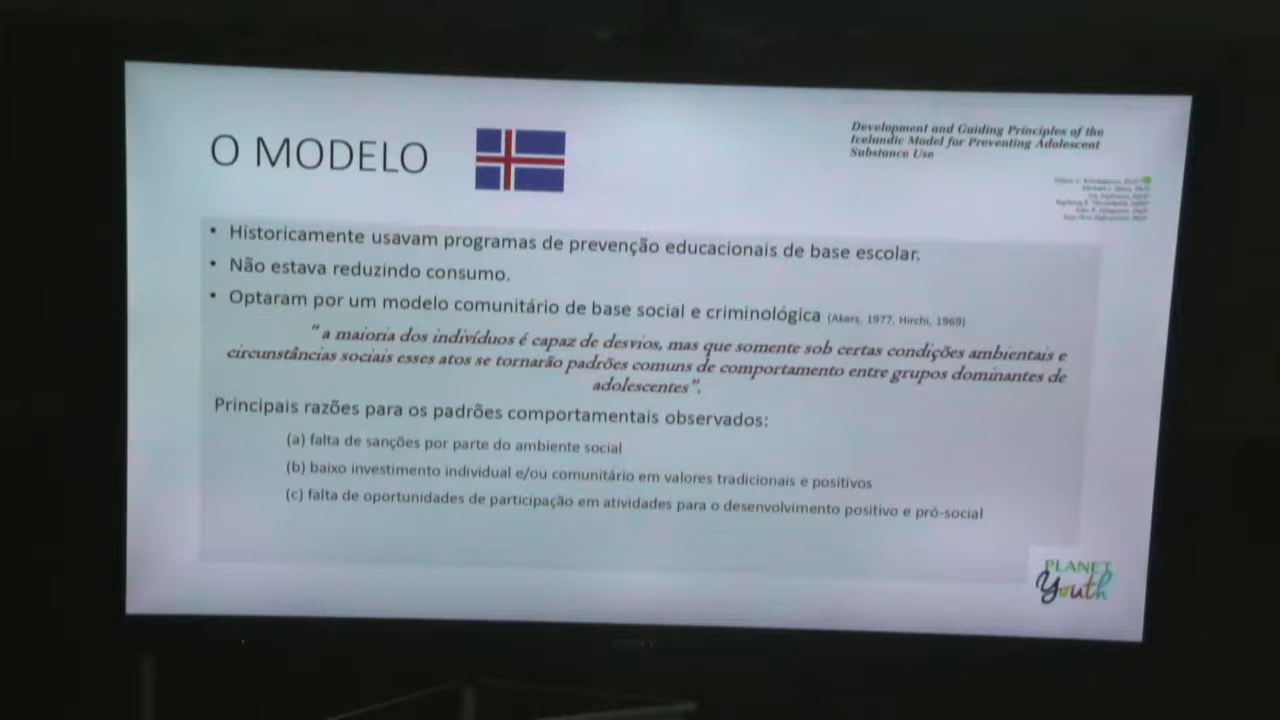 O MODELO
Development and Guiding Principles of the
Icelandic Model for Preventing Adolescent
Substance Use
• Historicamente usavam programas de prevenção educacionais de base escolar.
• Não estava reduzindo consumo.
• Optaram por um modelo comunitário de base social e criminológica (Akers, 1977, Hirchi, 1969)
“a maioria dos indivíduos é capaz de desvios, mas que somente sob certas condições ambientais e
circunstâncias sociais esses atos se tornarão padrões comuns de comportamento entre grupos dominantes de
adolescentes”.
Principais razões para os padrões comportamentais observados:
(a) falta de sanções por parte do ambiente social
(b) baixo investimento individual e/ou comunitário em valores tradicionais e positivos
(c) falta de oportunidades de participação em atividades para o desenvolvimento positivo e pró-social
PLANET
Youth